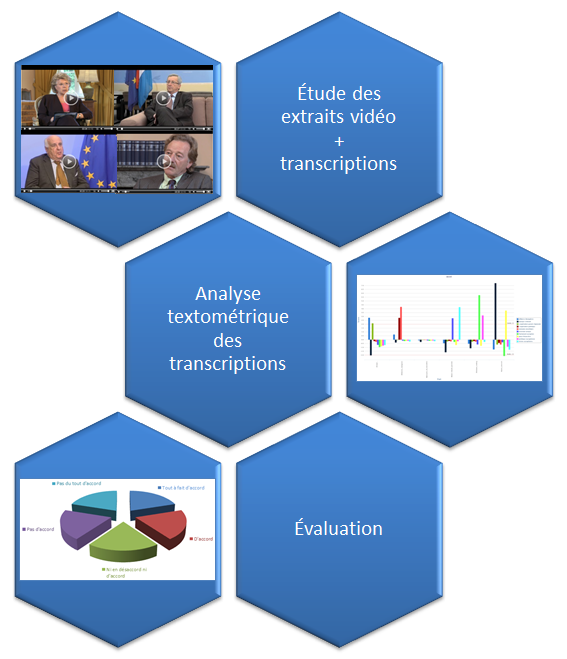 Étude des
extraits vidéo
+
transcriptions
Analyse
textométrique
des
transcriptions
Pas du tout d'accord
Tout à fait d'accord
Pas d'accord
D'accord
Ni en désaccord ni
d'accord
Évaluation